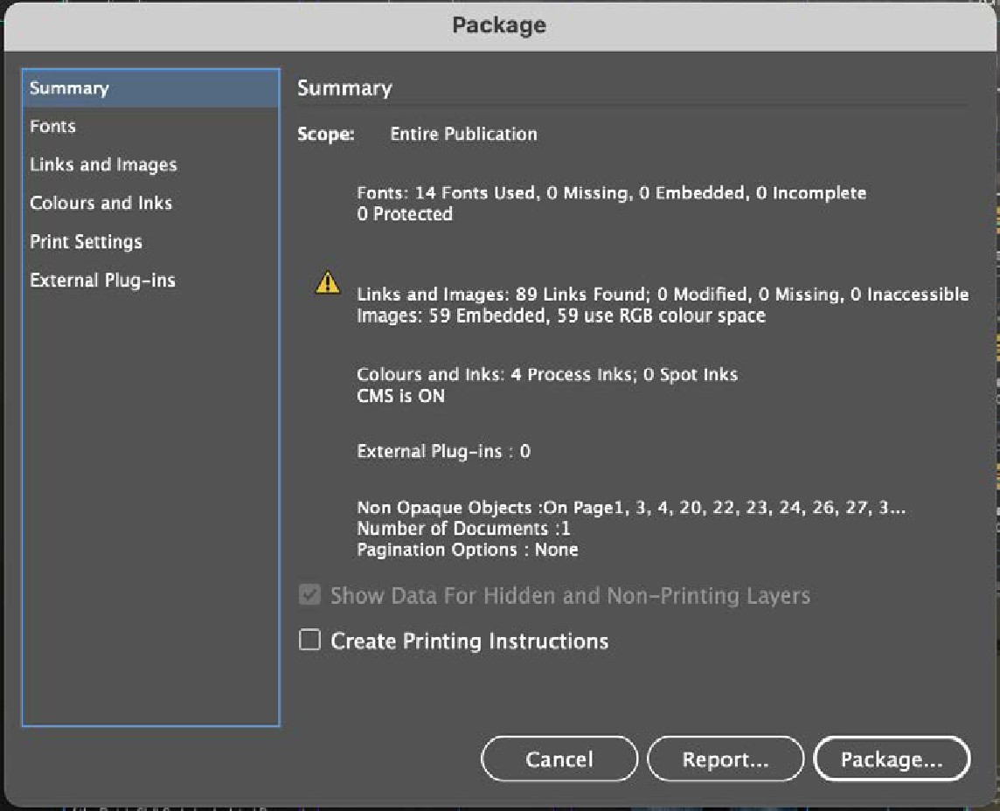 Package
Summary
Fonts
Links and Images
Colours and Inks
Print Settings
External Plug-ins
Summary
Scope: Entire Publication
Fonts: 14 Fonts Used, 0 Missing, 0 Embedded, 0 Incomplete
0 Protected
Links and Images: 89 Links Found; 0 Modified, 0 Missing, 0 Inaccessible
Images: 59 Embedded, 59 use RGB colour space
Colours and Inks: 4 Process Inks; 0 Spot Inks
CMS is ON
External Plug-ins : 0
Non Opaque Objects :On Page1, 3, 4, 20, 22, 23, 24, 26, 27, 3...
Number of Documents :1
Pagination Options : None
Show Data For Hidden and Non-Printing Layers
Create Printing Instructions
Cancel
Report...
Package...